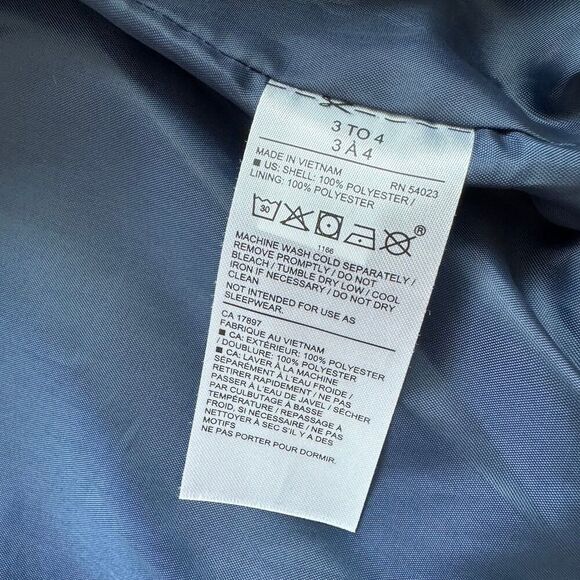 3 TO 4
3 À 4
MADE IN VIETNAM RN 54023
■ US: SHELL: 100% POLYESTER /
LINING: 100% POLYESTER
30 ®
1166
MACHINE WASH COLD SEPARATELY /
REMOVE PROMPTLY / DO NOT
BLEACH / TUMBLE DRY LOW / COOL
IRON IF NECESSARY / DO NOT DRY
CLEAN
NOT INTENDED FOR USE AS
SLEEPWEAR.
CA 17897
FABRIQUE AU VIETNAM
■ CA: EXTÉRIEUR: 100% POLYESTER
/ DOUBLURE: 100% POLYESTER
■ CA: LAVER À LA MACHINE
SÉPARÉMENT À L'EAU FROIDE /
RETIRER RAPIDEMENT / NE PAS
PASSER À L'EAU DE JAVEL / SÉCHER
PAR CULBUTAGE À BASSE
TEMPÉRATURE / REPASSAGE À
FROID, SI NÉCESSAIRE / NE PAS
NETTOYER À SEC S'IL Y A DES
MOTIFS
NE PAS PORTER POUR DORMIR.